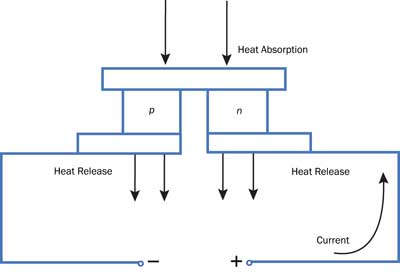 Heat Absorption
p
n
Heat Release
Heat Release
Current
− +